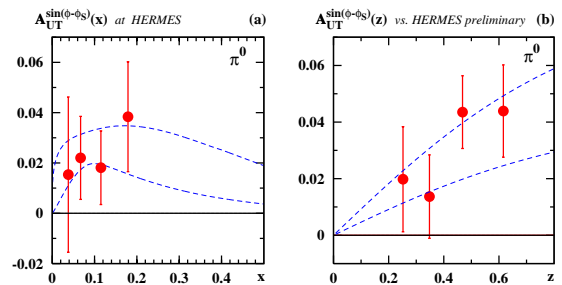 A_UT^sin(ϕ-ϕ_S)(x) at HERMES (a)
π⁰
0.06
0.04
0.02
0
-0.02
0 0.1 0.2 0.3 0.4 x
A_UT^sin(ϕ-ϕ_S)(z) vs. HERMES preliminary (b)
π⁰
0.06
0.04
0.02
0
0 0.2 0.4 0.6 z